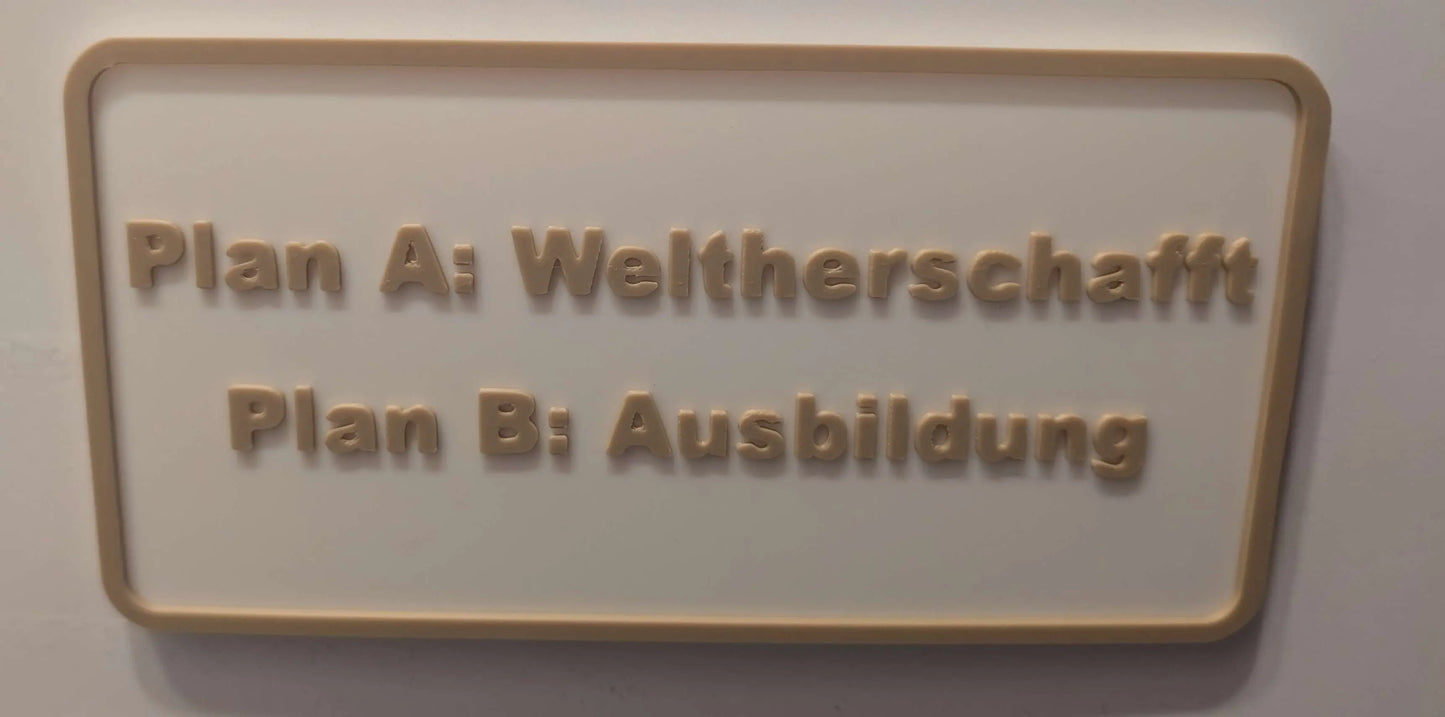 Plan A: Weltherschafft
Plan B: Ausbildung